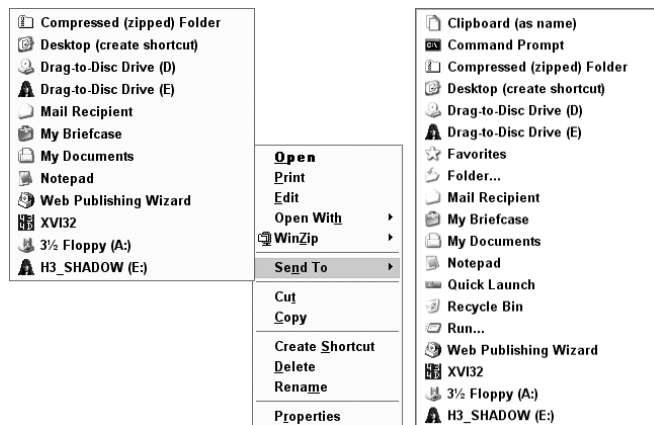 Compressed (zipped) Folder
Desktop (create shortcut)
Drag-to-Disc Drive (D)
Drag-to-Disc Drive (E)
Mail Recipient
My Briefcase
My Documents
Notepad
Web Publishing Wizard
XVI32
3½ Floppy (A:)
H3_SHADOW (E:)
Open
Print
Edit
Open With
WinZip
Send To
Cut
Copy
Create Shortcut
Delete
Rename
Properties
Clipboard (as name)
Command Prompt
Compressed (zipped) Folder
Desktop (create shortcut)
Drag-to-Disc Drive (D)
Drag-to-Disc Drive (E)
Favorites
Folder...
Mail Recipient
My Briefcase
My Documents
Notepad
Quick Launch
Recycle Bin
Run...
Web Publishing Wizard
XVI32
3½ Floppy (A:)
H3_SHADOW (E:)